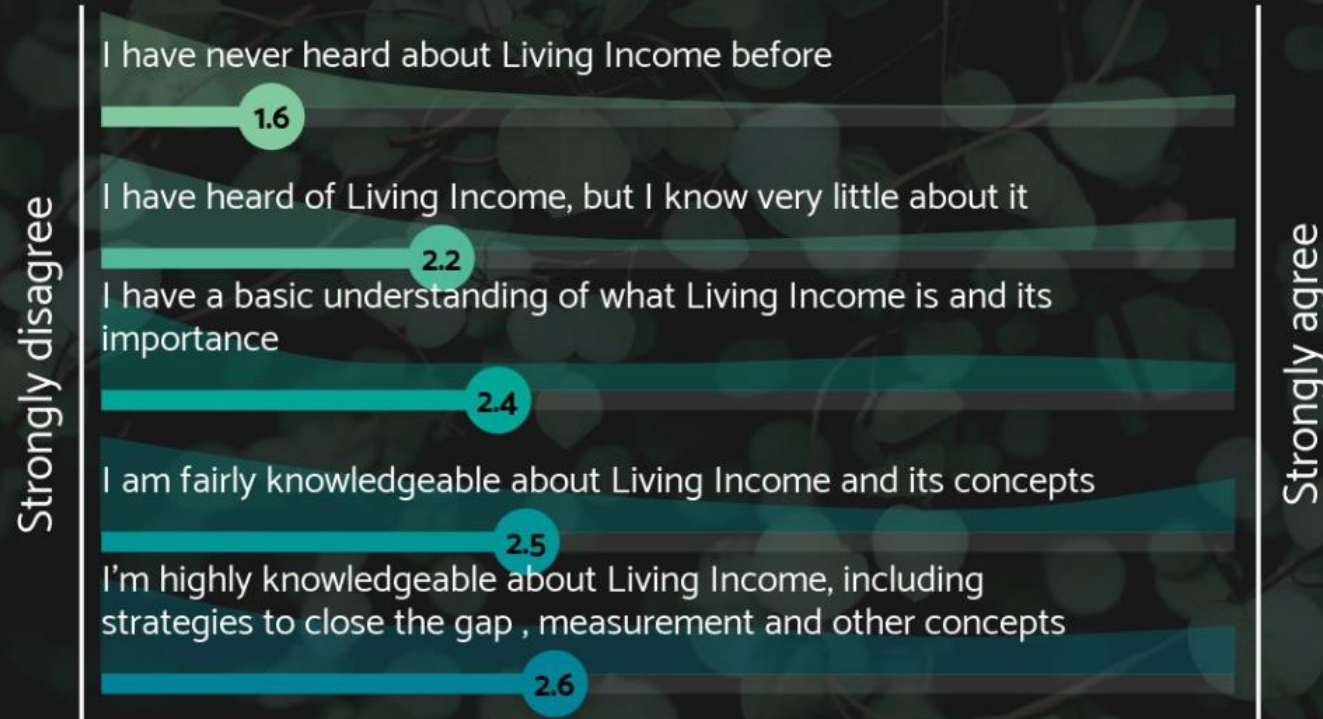 Strongly disagree
I have never heard about Living Income before
1.6
I have heard of Living Income, but I know very little about it
2.2
I have a basic understanding of what Living Income is and its
importance
2.4
I am fairly knowledgeable about Living Income and its concepts
2.5
I'm highly knowledgeable about Living Income, including
strategies to close the gap , measurement and other concepts
2.6
Strongly agree